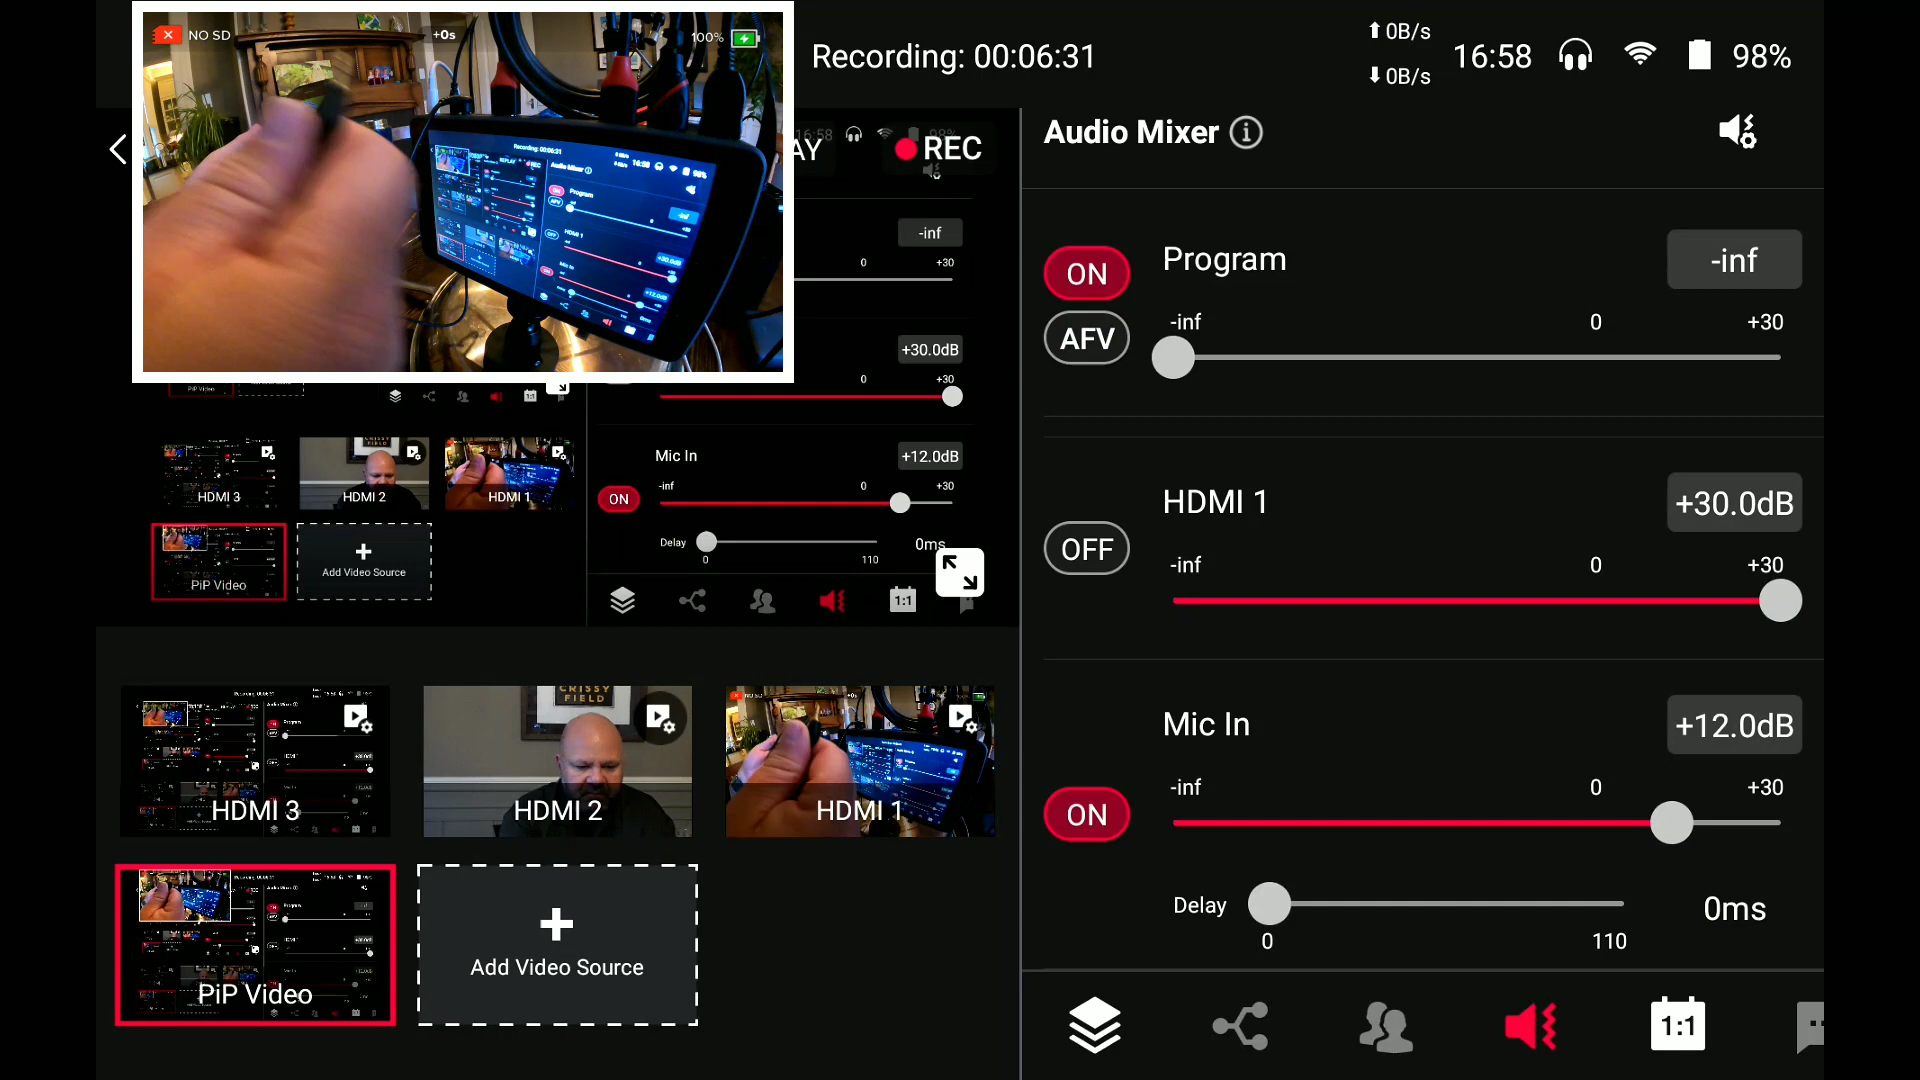 NO SD
+0s
100%
Recording: 00:06:31
0B/s
0B/s
16:58
98%
AY
REC
Audio Mixer
ON
Program
-inf
AFV
-inf
0
+30
HDMI 1
+30.0dB
OFF
-inf
0
+30
Mic In
+12.0dB
ON
-inf
0
+30
Delay
0ms
0
110
1:1
-inf
0
+30
+30.0dB
0
+30
Mic In
+12.0dB
-inf
0
+30
ON
Delay
0ms
0
110
1:1
HDMI 3
HDMI 2
HDMI 1
PiP Video
+
Add Video Source
CRISSY
FIELD
HDMI 3
HDMI 2
HDMI 1
PiP Video
+
Add Video Source